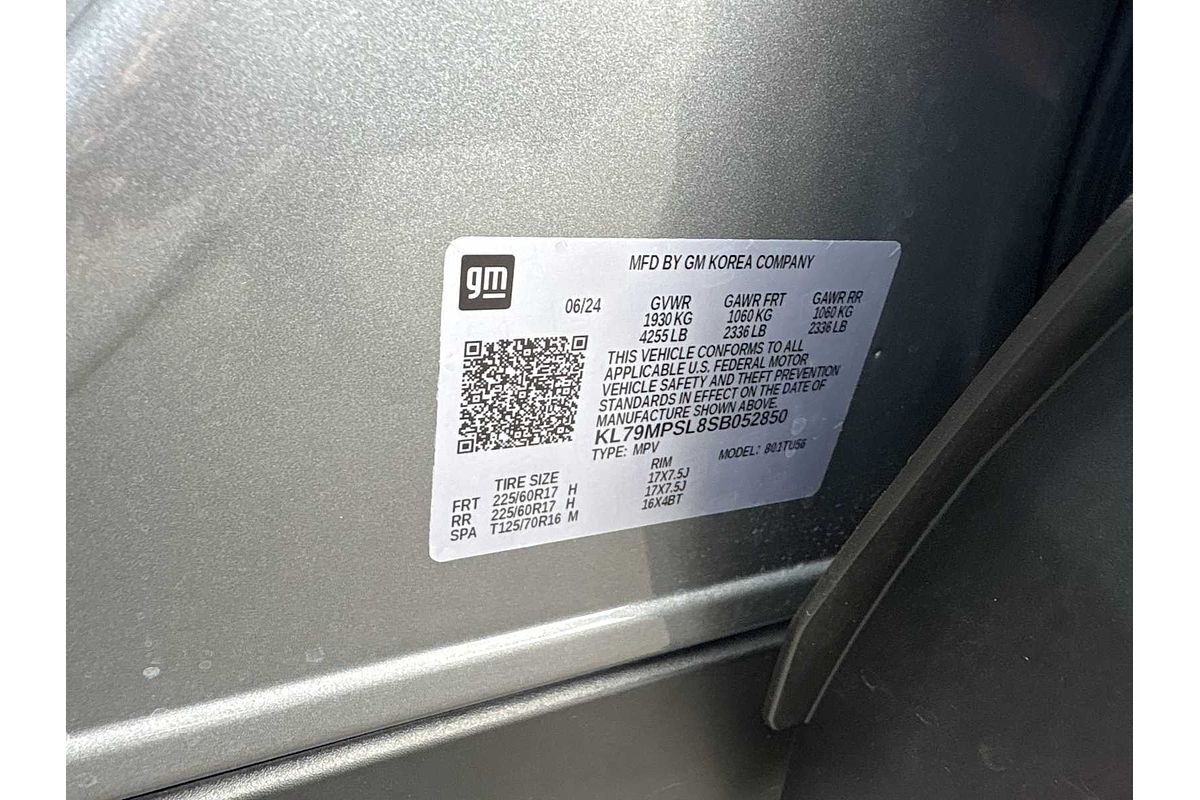 gm
MFD BY GM KOREA COMPANY
06/24
GVWR GAWR FRT GAWR RR
1930 KG 1060 KG 1060 KG
4255 LB 2336 LB 2336 LB
THIS VEHICLE CONFORMS TO ALL
APPLICABLE U.S. FEDERAL MOTOR
VEHICLE SAFETY AND THEFT PREVENTION
STANDARDS IN EFFECT ON THE DATE OF
MANUFACTURE SHOWN ABOVE.
KL79MPSL8SB052850
TYPE: MPV MODEL: 801TU56
TIRE SIZE RIM
FRT 225/60R17 H 17X7.5J
RR 225/60R17 H 17X7.5J
SPA T125/70R16 M 16X4BT